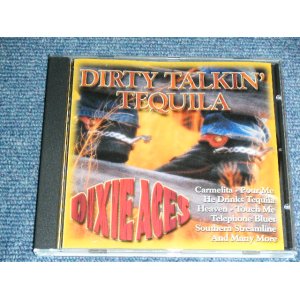 DIRTY TALKIN'
TEQUILA
DIXIE ACES
Carmelita - Pour Me
He Drinks Tequila
Heaven - Touch Me
Telephone Blues
Southern Streamline
And Many More